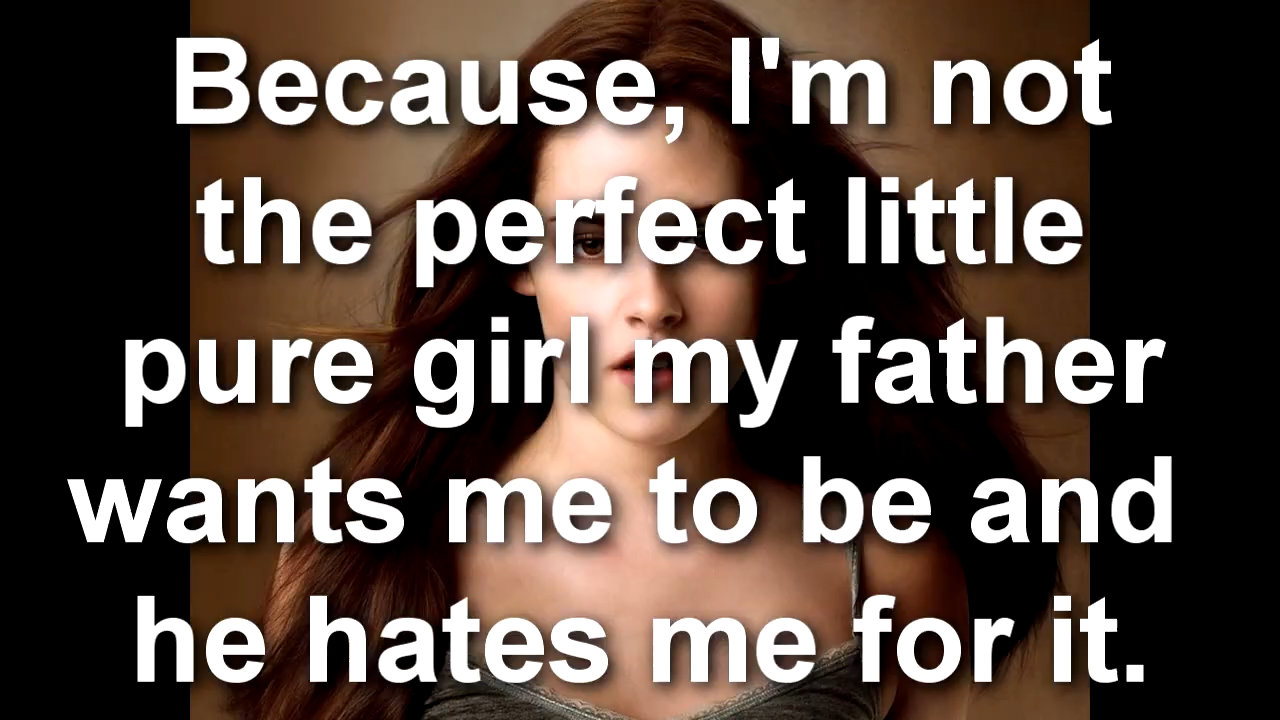 Because, I'm not
the perfect little
pure girl my father
wants me to be and
he hates me for it.